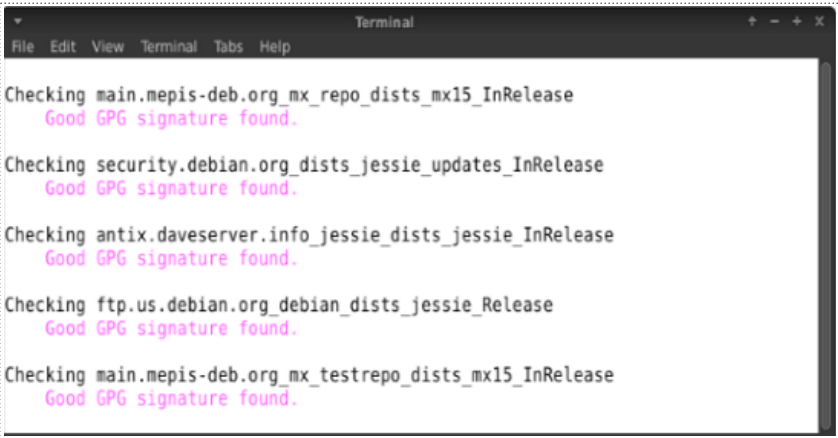 Terminal
File Edit View Terminal Tabs Help
Checking main.mepis-deb.org_mx_repo_dists_mx15_InRelease
Good GPG signature found.
Checking security.debian.org_dists_jessie_updates_InRelease
Good GPG signature found.
Checking antix.daveserver.info_jessie_dists_jessie_InRelease
Good GPG signature found.
Checking ftp.us.debian.org_debian_dists_jessie_Release
Good GPG signature found.
Checking main.mepis-deb.org_mx_testrepo_dists_mx15_InRelease
Good GPG signature found.